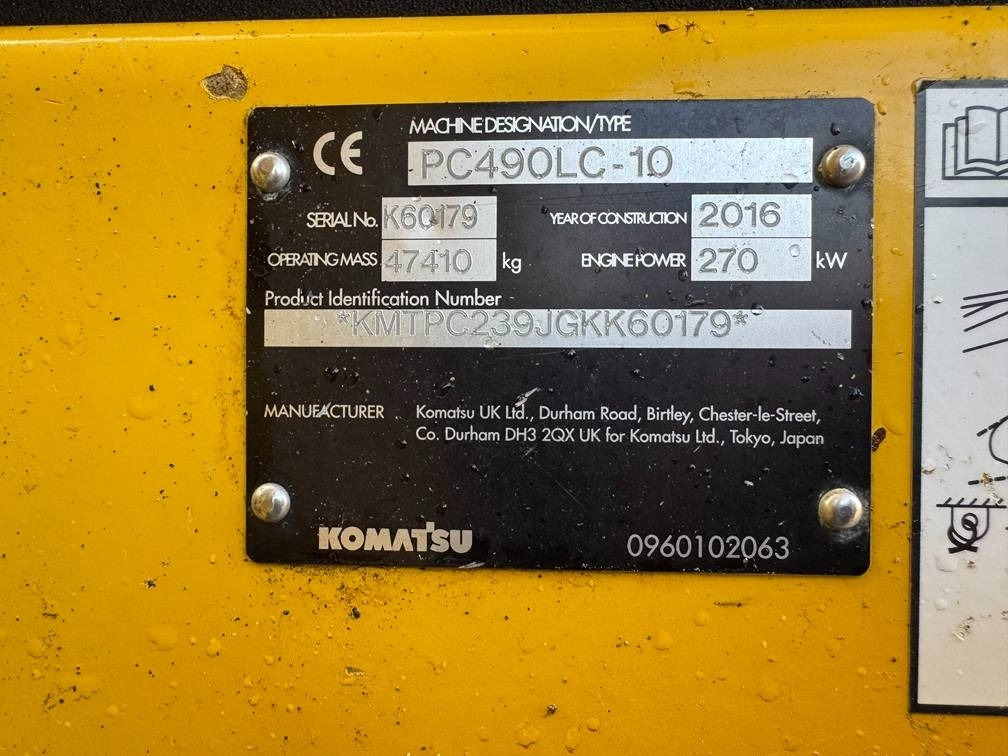 CE
MACHINE DESIGNATION/TYPE
PC490LC-10
SERIAL No. K60179 YEAR OF CONSTRUCTION 2016
OPERATING MASS 47410 kg ENGINE POWER 270 kW
Product Identification Number
*KMTPC239JGKK60179*
MANUFACTURER Komatsu UK Ltd., Durham Road, Birtley, Chester-le-Street,
Co. Durham DH3 2QX UK for Komatsu Ltd., Tokyo, Japan
KOMATSU 0960102063